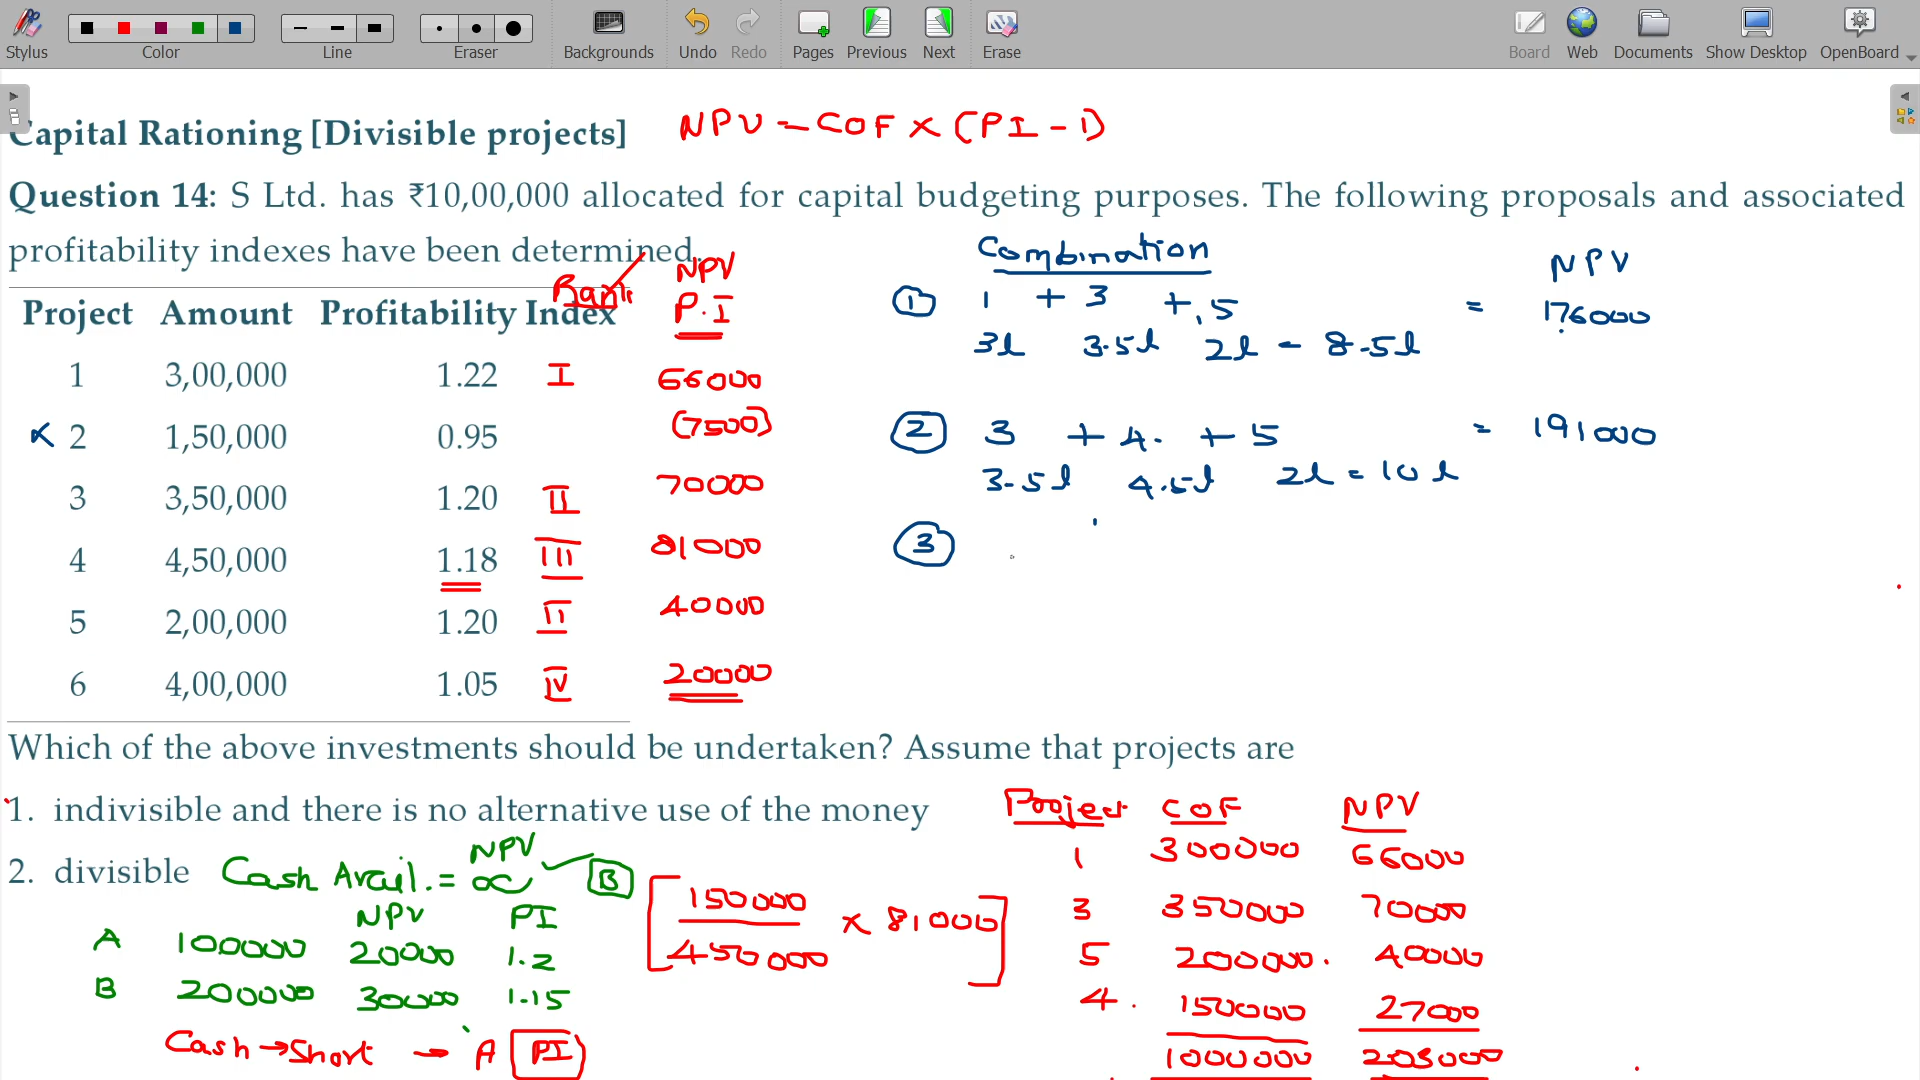 Stylus Color Line Eraser Backgrounds Undo Redo Pages Previous Next Erase Board Web Documents Show Desktop OpenBoard
Capital Rationing [Divisible projects] NPV = COF × (PI - 1)
Question 14: S Ltd. has ₹10,00,000 allocated for capital budgeting purposes. The following proposals and associated
profitability indexes have been determined.
Project Amount Profitability Index Rank NPV P.I
1 3,00,000 1.22 I 66000
× 2 1,50,000 0.95 (7500)
3 3,50,000 1.20 II 70000
4 4,50,000 1.18 III 81000
5 2,00,000 1.20 II 40000
6 4,00,000 1.05 IV 20000
Combination NPV
① 1 + 3 + 5 = 176000
3l 3.5l 2l = 8.5l
② 3 + 4 + 5 = 191000
3.5l 4.5l 2l = 10l
③
Which of the above investments should be undertaken? Assume that projects are
1. indivisible and there is no alternative use of the money
2. divisible
Cash Avail. = ∝ NPV B
NPV PI
A 100000 20000 1.2
B 200000 30000 1.15
Cash → Short → A PI
[150000 / 450000 × 81000]
Project COF NPV
1 300000 66000
3 350000 70000
5 200000 40000
4 150000 27000
1000000 203000